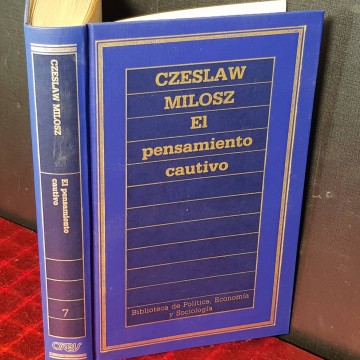 CZESLAW MILOSZ
El pensamiento
cautivo
7
CZESLAW
MILOSZ
El
pensamiento
cautivo
Biblioteca de Política, Economía
y Sociología